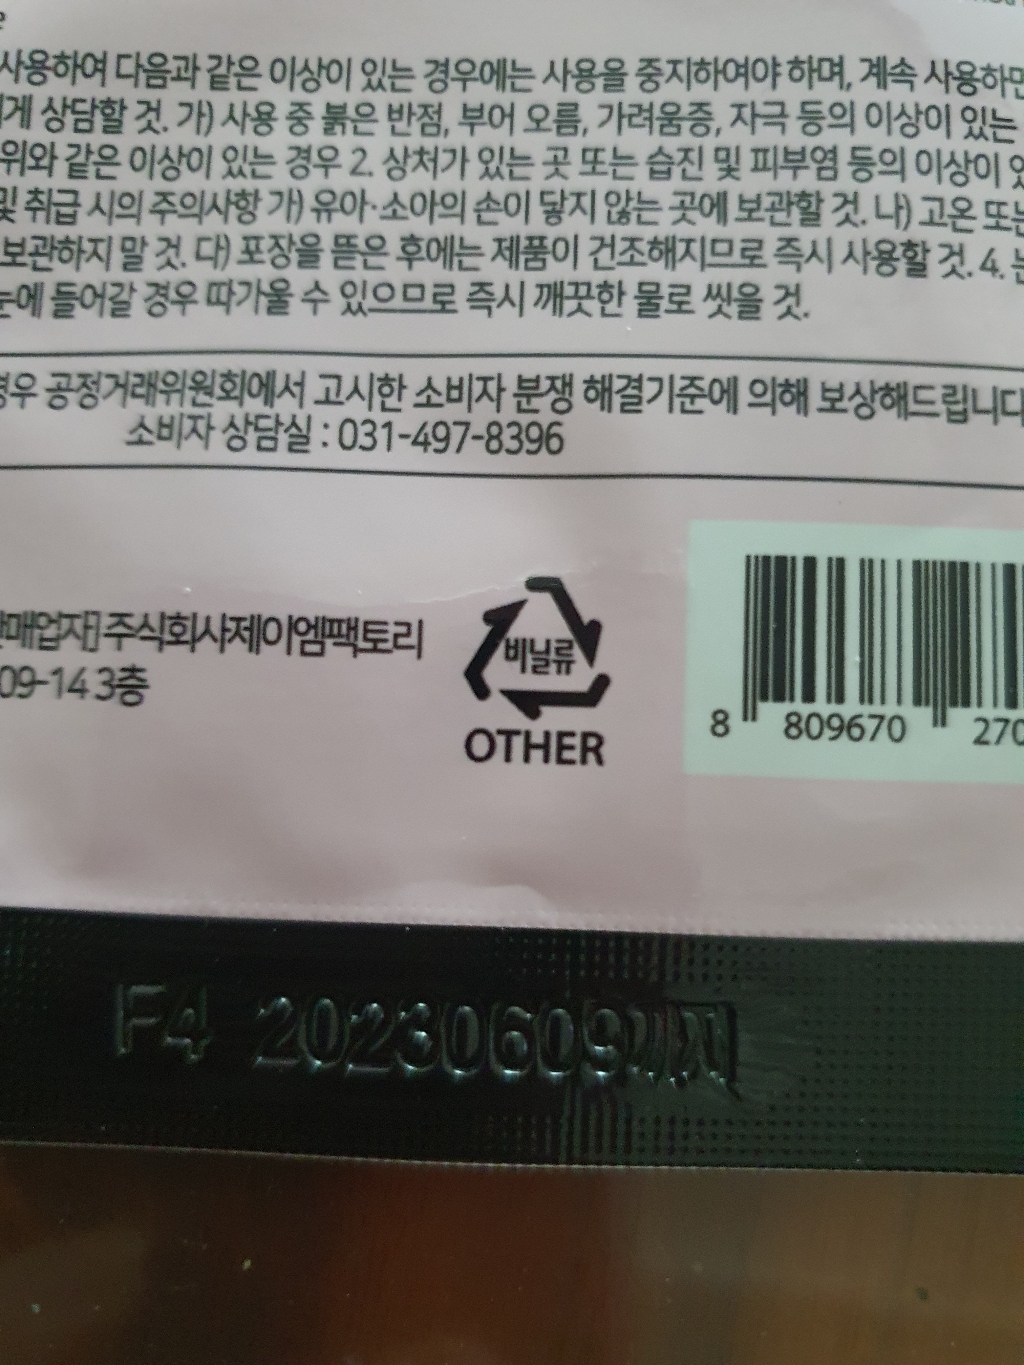 사용하여 다음과 같은 이상이 있는 경우에는 사용을 중지하여야 하며, 계속 사용하면
에게 상담할 것. 가) 사용 중 붉은 반점, 부어 오름, 가려움증, 자극 등의 이상이 있는
위와 같은 이상이 있는 경우 2. 상처가 있는 곳 또는 습진 및 피부염 등의 이상이 있
및 취급 시의 주의사항 가) 유아·소아의 손이 닿지 않는 곳에 보관할 것. 나) 고온 또는
보관하지 말 것. 다) 포장을 뜯은 후에는 제품이 건조해지므로 즉시 사용할 것. 4. 눈
눈에 들어갈 경우 따가울 수 있으므로 즉시 깨끗한 물로 씻을 것.
경우 공정거래위원회에서 고시한 소비자 분쟁 해결기준에 의해 보상해드립니다
소비자 상담실 : 031-497-8396
판매업자] 주식회사제이엠팩토리
09-14 3층
비닐류
OTHER
8 809670 270
F4 20230609까지